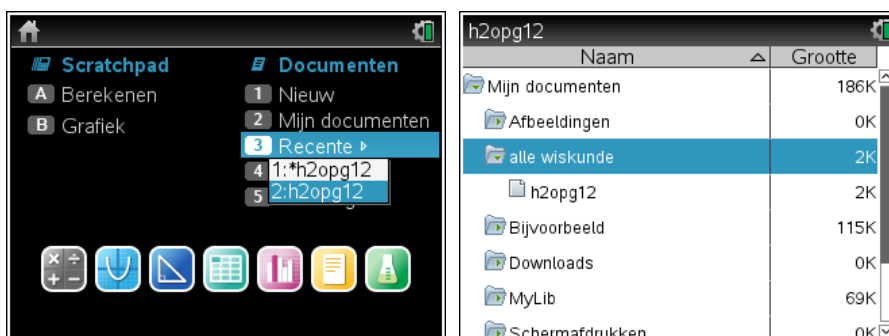 Scratchpad
A Berekenen
B Grafiek
Documenten
1 Nieuw
2 Mijn documenten
3 Recente
4
5
1:*h2opg12
2:h2opg12
h2opg12
Naam Grootte
Mijn documenten 186K
Afbeeldingen 0K
alle wiskunde 2K
h2opg12 2K
Bijvoorbeeld 115K
Downloads 0K
MyLib 69K
Schermafdrukken 0K